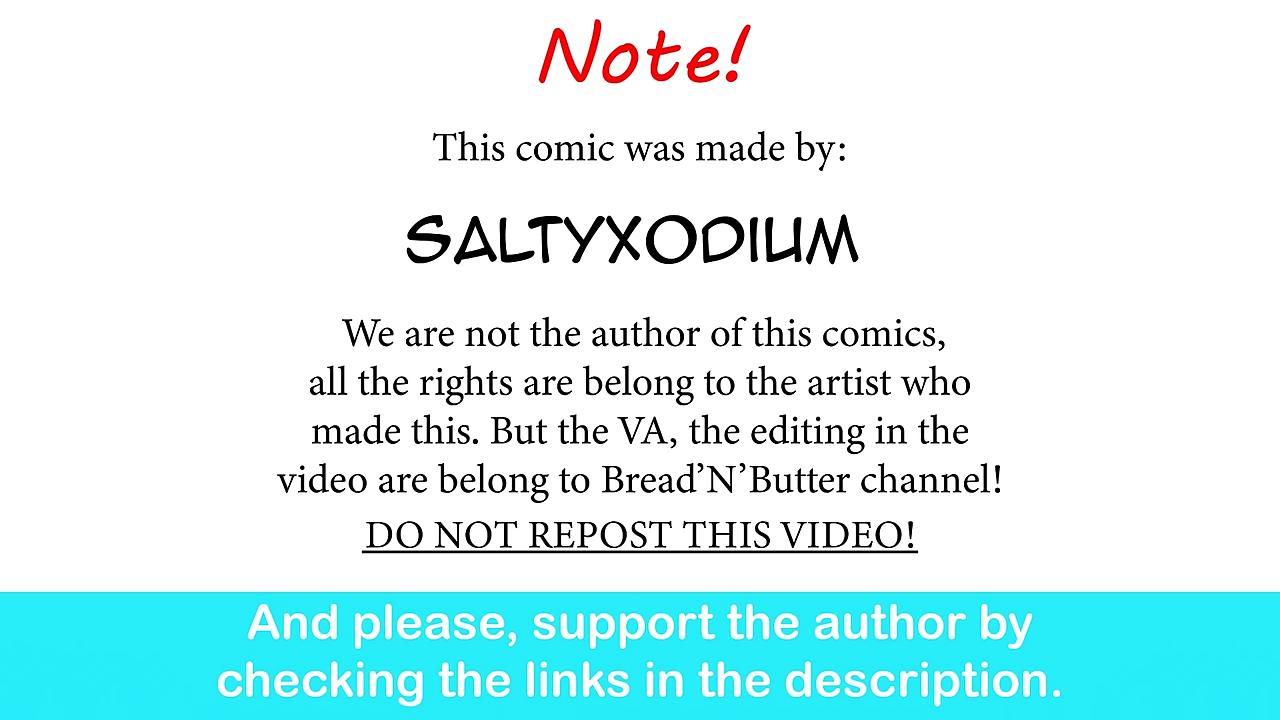 Note!
This comic was made by:
SALTYXODIUM
We are not the author of this comics,
all the rights are belong to the artist who
made this. But the VA, the editing in the
video are belong to Bread’N’Butter channel!
DO NOT REPOST THIS VIDEO!
And please, support the author by
checking the links in the description.